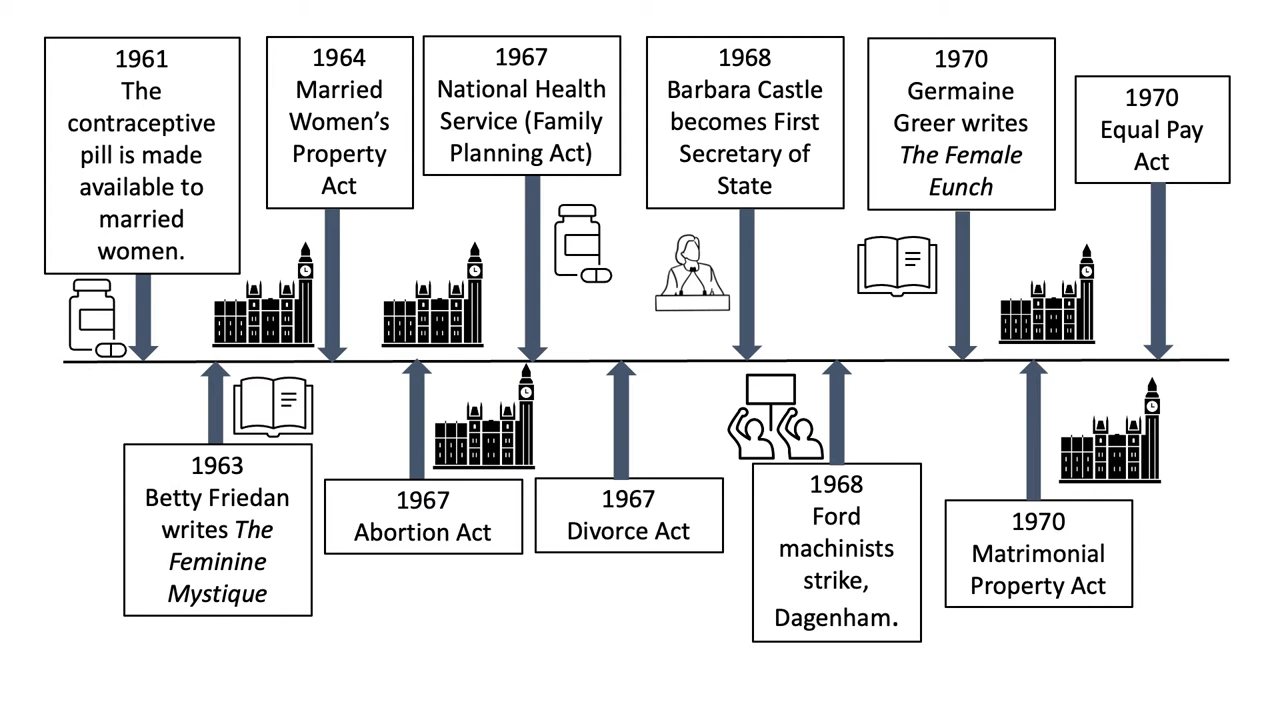 1961
The
contraceptive
pill is made
available to
married
women.
1963
Betty Friedan
writes The
Feminine
Mystique
1964
Married
Women’s
Property
Act
1967
Abortion Act
1967
National Health
Service (Family
Planning Act)
1967
Divorce Act
1968
Barbara Castle
becomes First
Secretary of
State
1968
Ford
machinists
strike,
Dagenham.
1970
Germaine
Greer writes
The Female
Eunch
1970
Matrimonial
Property Act
1970
Equal Pay
Act